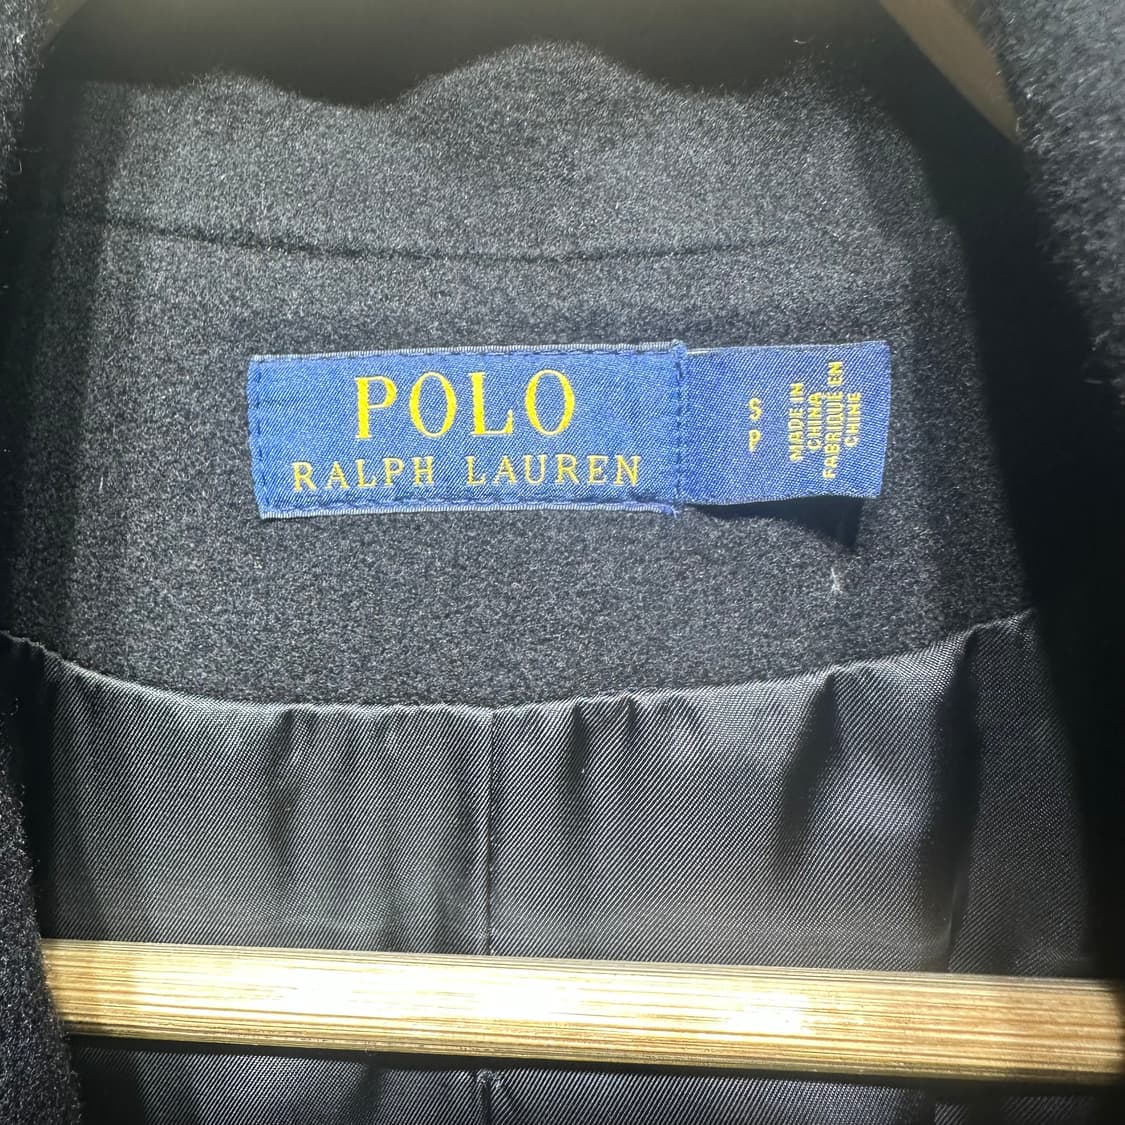 POLO
RALPH LAUREN
S
P
MADE IN
CHINA
FABRIQUÉ EN
CHINE